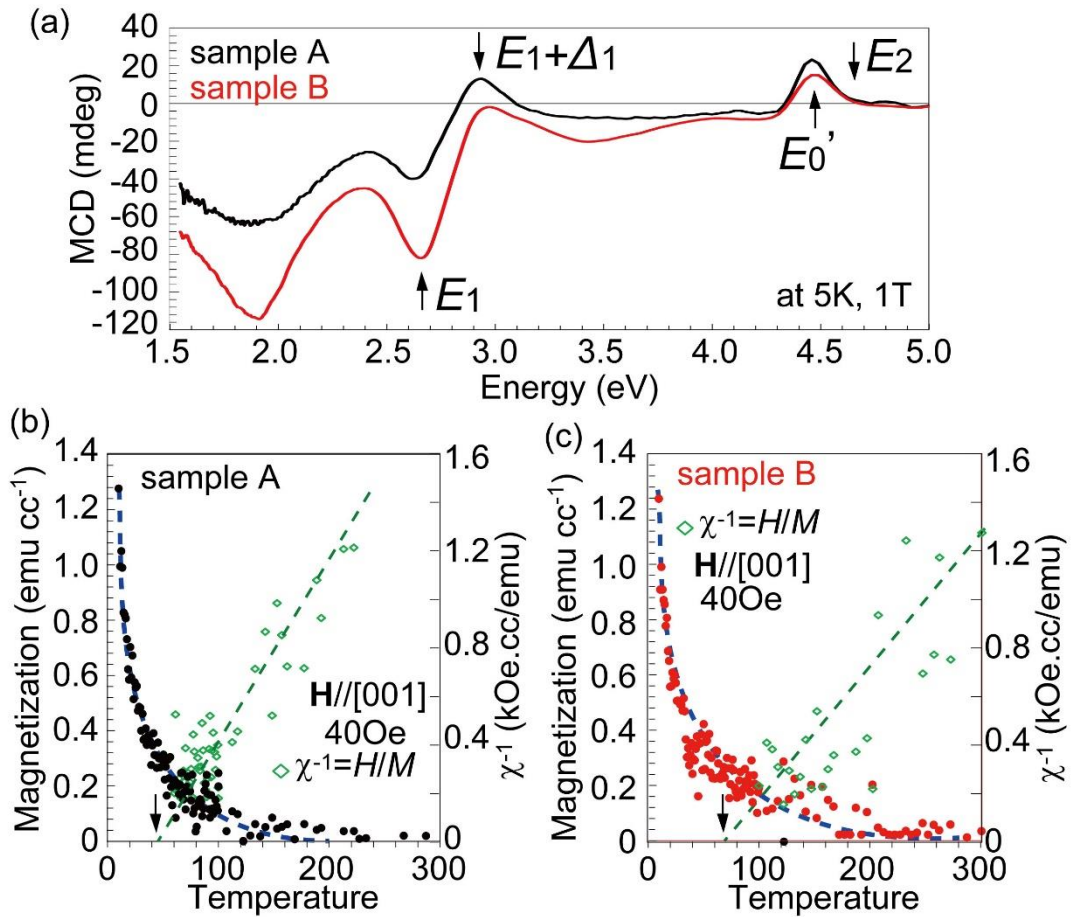 (a)
40
20
0
-20
-40
-60
-80
-100
-120
MCD (mdeg)
sample A
sample B
E1+Δ1
E2
E0'
E1
at 5K, 1T
1.5 2.0 2.5 3.0 3.5 4.0 4.5 5.0
Energy (eV)
(b)
1.4
1.2
1.0
0.8
0.6
0.4
0.2
0
Magnetization (emu cc-1)
sample A
H//[001]
40Oe
χ-1=H/M
1.6
1.2
0.8
0.4
0
χ-1 (kOe.cc/emu)
0 100 200 300
Temperature
(c)
1.4
1.2
1.0
0.8
0.6
0.4
0.2
0
Magnetization (emu cc-1)
sample B
χ-1=H/M
H//[001]
40Oe
1.6
1.2
0.8
0.4
0
χ-1 (kOe.cc/emu)
0 100 200 300
Temperature